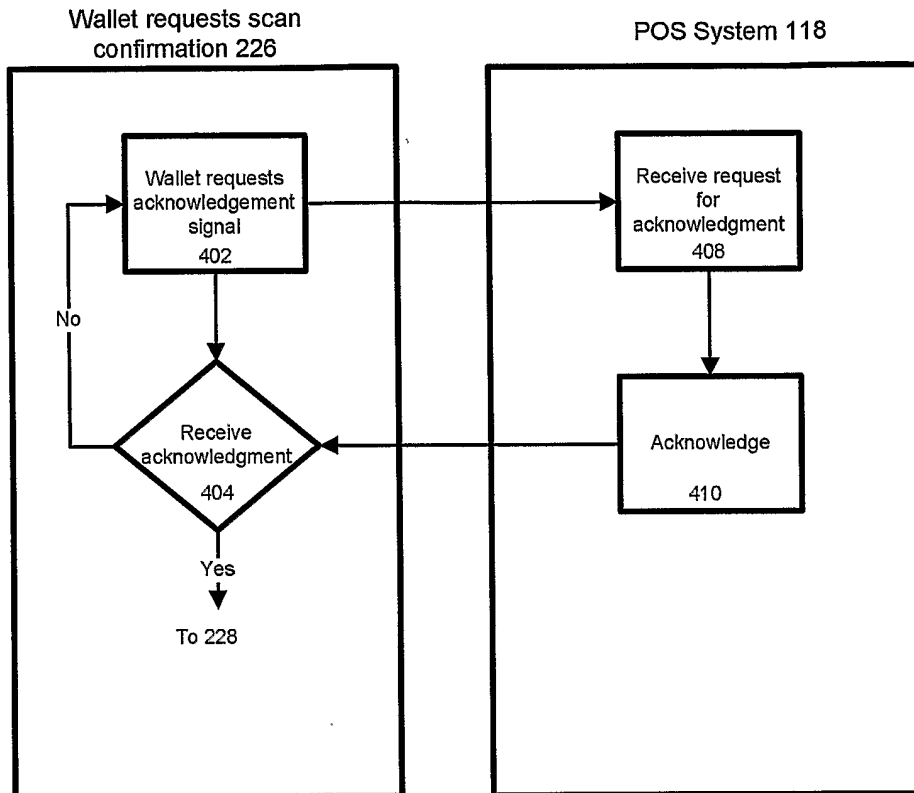 Wallet requests scan
confirmation 226
POS System 118
Wallet requests
acknowledgement
signal
402
Receive request
for
acknowledgment
408
No
Receive
acknowledgment
404
Acknowledge
410
Yes
To 228